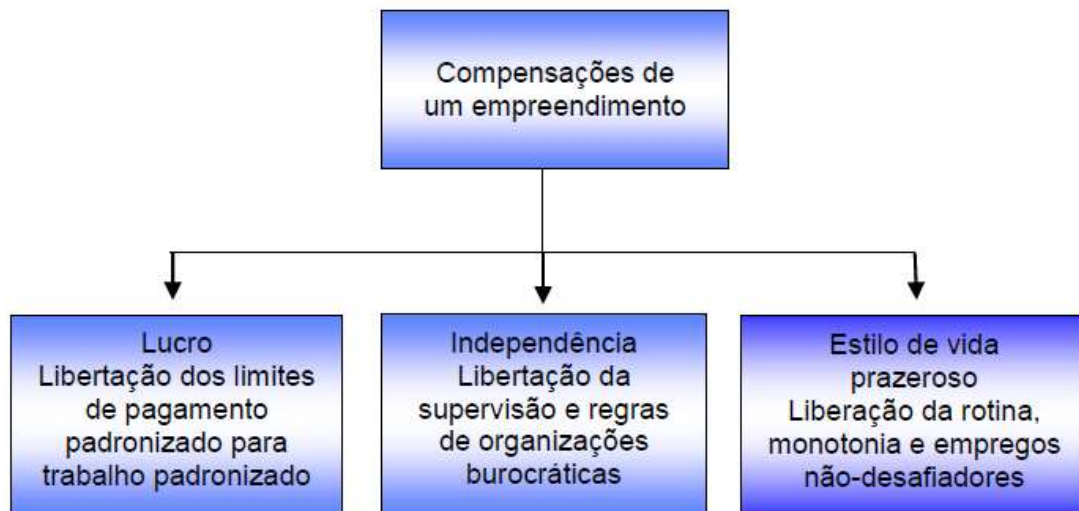 Compensações de
um empreendimento
Lucro
Libertação dos limites
de pagamento
padronizado para
trabalho padronizado
Independência
Libertação da
supervisão e regras
de organizações
burocráticas
Estilo de vida
prazeroso
Liberação da rotina,
monotonia e empregos
não-desafiadores